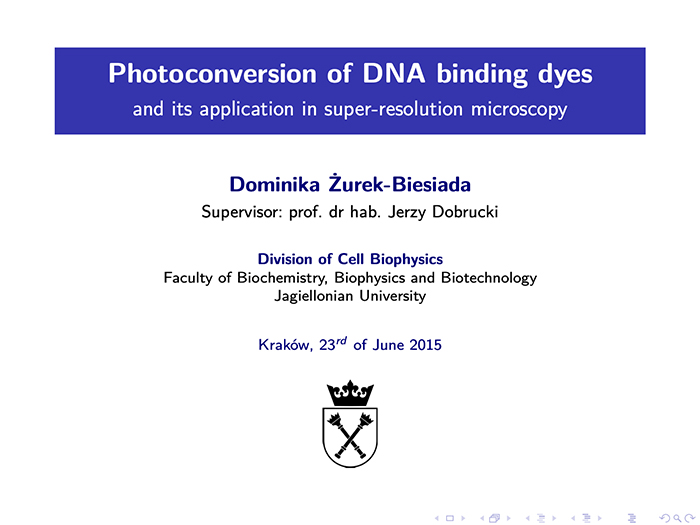 Photoconversion of DNA binding dyes
and its application in super-resolution microscopy
Dominika Żurek-Biesiada
Supervisor: prof. dr hab. Jerzy Dobrucki
Division of Cell Biophysics
Faculty of Biochemistry, Biophysics and Biotechnology
Jagiellonian University
Kraków, 23rd of June 2015